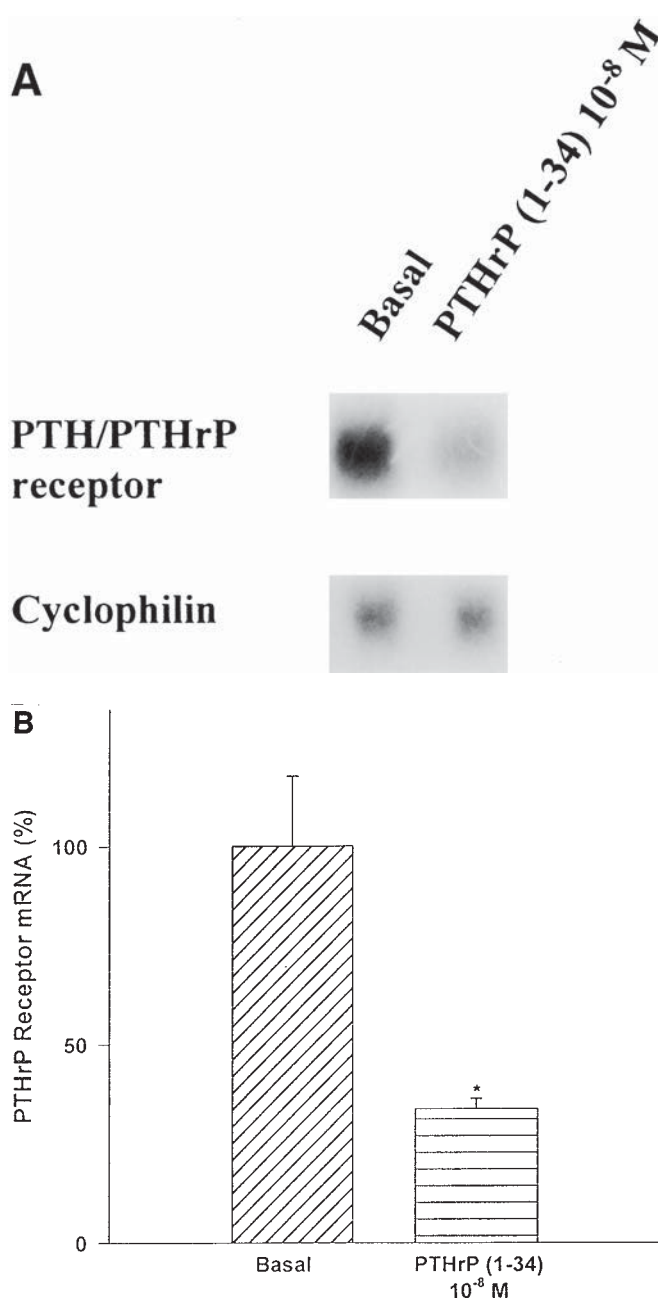 A
Basal
PTHrP (1-34) 10⁻⁸ M
PTH/PTHrP
receptor
Cyclophilin
B
PTHrP Receptor mRNA (%)
100
50
0
*
Basal
PTHrP (1-34)
10⁻⁸ M